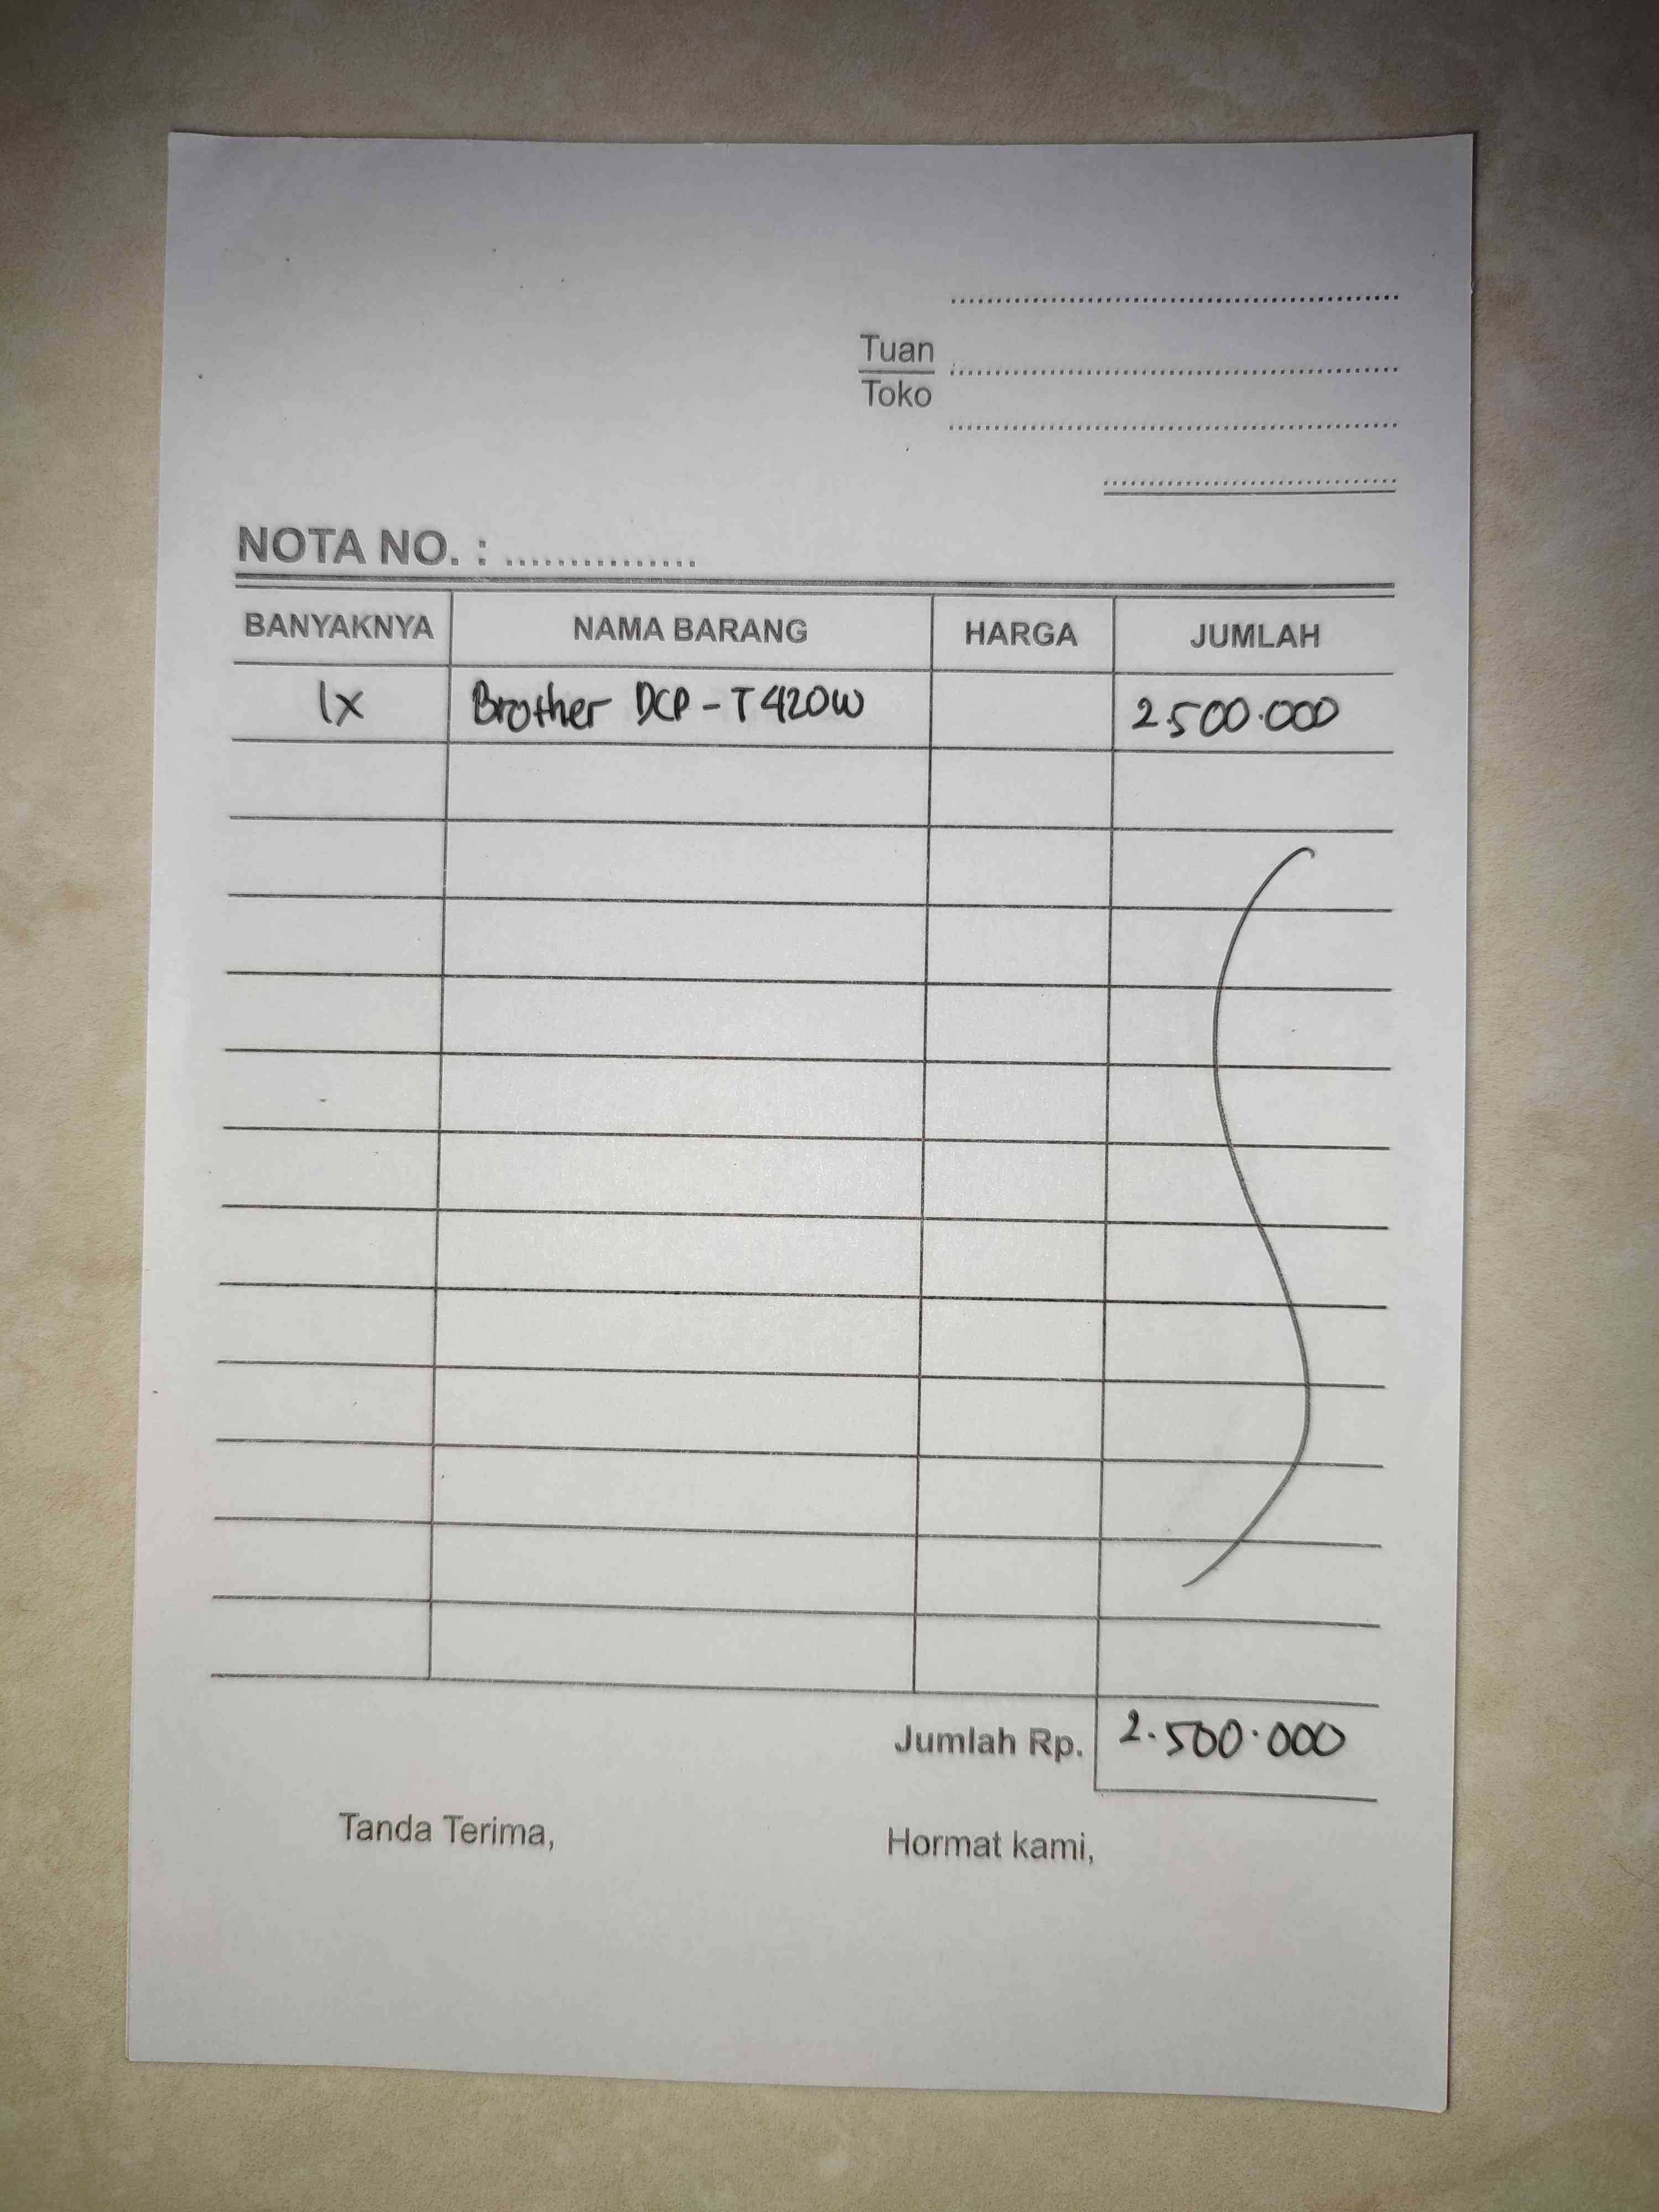 Tuan
Toko
NOTA NO. : ...............
BANYAKNYA NAMA BARANG HARGA JUMLAH
1x Brother DCP-T420W 2.500.000
Jumlah Rp. 2.500.000
Tanda Terima, Hormat kami,